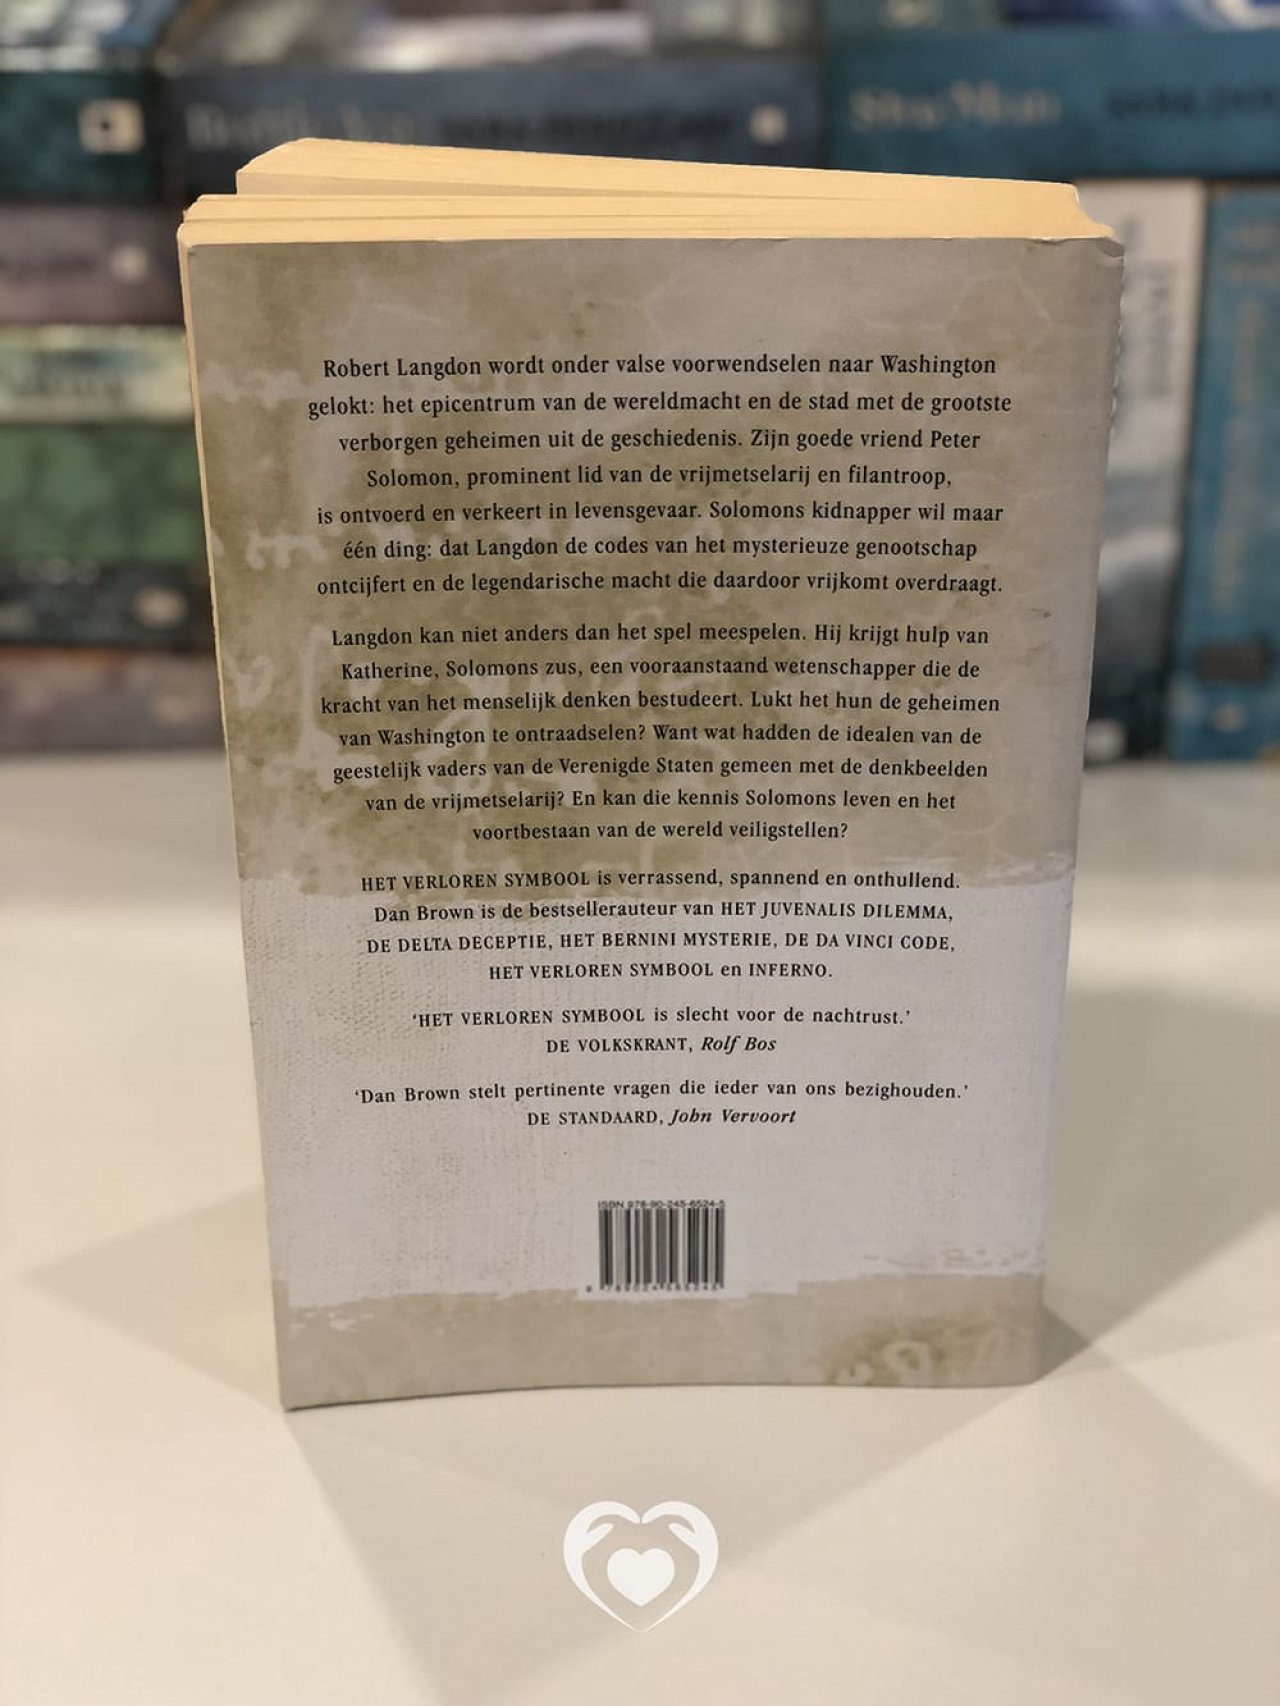 Robert Langdon wordt onder valse voorwendselen naar Washington
gelokt: het epicentrum van de wereldmacht en de stad met de grootste
verborgen geheimen uit de geschiedenis. Zijn goede vriend Peter
Solomon, prominent lid van de vrijmetselarij en filantroop,
is ontvoerd en verkeert in levensgevaar. Solomons kidnapper wil maar
één ding: dat Langdon de codes van het mysterieuze genootschap
ontcijfert en de legendarische macht die daardoor vrijkomt overdraagt.
Langdon kan niet anders dan het spel meespelen. Hij krijgt hulp van
Katherine, Solomons zus, een vooraanstaand wetenschapper die de
kracht van het menselijk denken bestudeert. Lukt het hun de geheimen
van Washington te ontraadselen? Want wat hadden de idealen van de
geestelijk vaders van de Verenigde Staten gemeen met de denkbeelden
van de vrijmetselarij? En kan die kennis Solomons leven en het
voortbestaan van de wereld veiligstellen?
HET VERLOREN SYMBOOL is verrassend, spannend en onthullend.
Dan Brown is de bestsellerauteur van HET JUVENALIS DILEMMA,
DE DELTA DECEPTIE, HET BERNINI MYSTERIE, DE DA VINCI CODE,
HET VERLOREN SYMBOOL en INFERNO.
‘HET VERLOREN SYMBOOL is slecht voor de nachtrust.’
DE VOLKSKRANT, Rolf Bos
‘Dan Brown stelt pertinente vragen die ieder van ons bezighouden.’
DE STANDAARD, John Vervoort
ISBN 978-90-245-6524-5